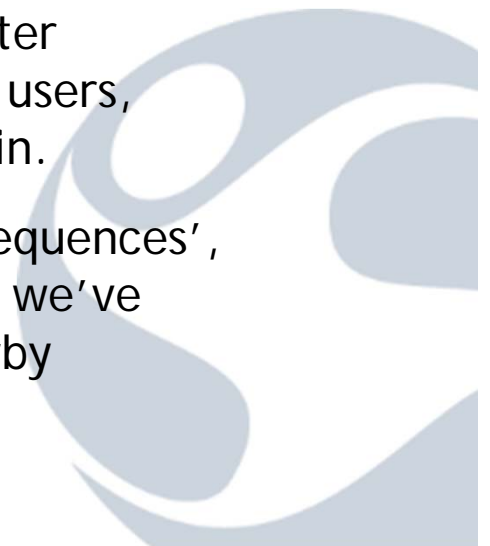 ter
users,
in.
equences',
we've
by